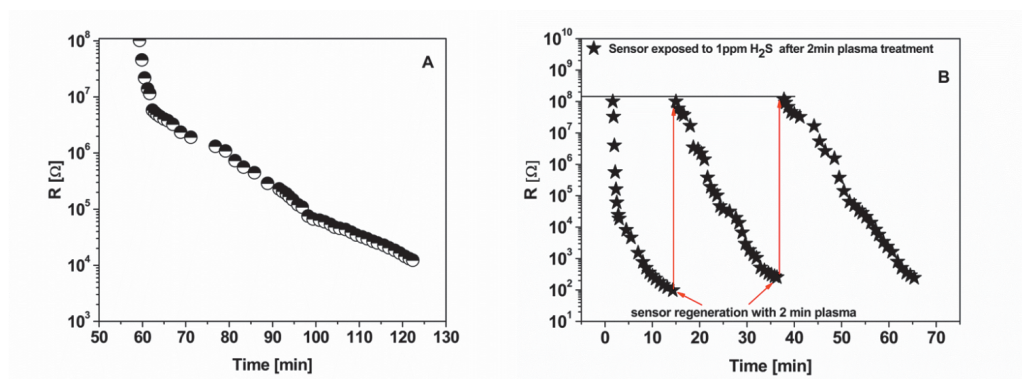 A
R [Ω]
10⁸
10⁷
10⁶
10⁵
10⁴
10³
50 60 70 80 90 100 110 120 130
Time [min]
B
★ Sensor exposed to 1ppm H₂S after 2min plasma treatment
R [Ω]
10¹⁰
10⁹
10⁸
10⁷
10⁶
10⁵
10⁴
10³
10²
10¹
sensor regeneration with 2 min plasma
0 10 20 30 40 50 60 70
Time [min]